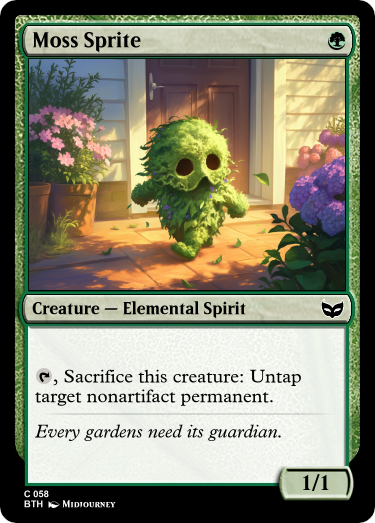 Moss Sprite
Creature — Elemental Spirit
, Sacrifice this creature: Untap
target nonartifact permanent.
Every gardens need its guardian.
1/1
C 058
BTH Midjourney